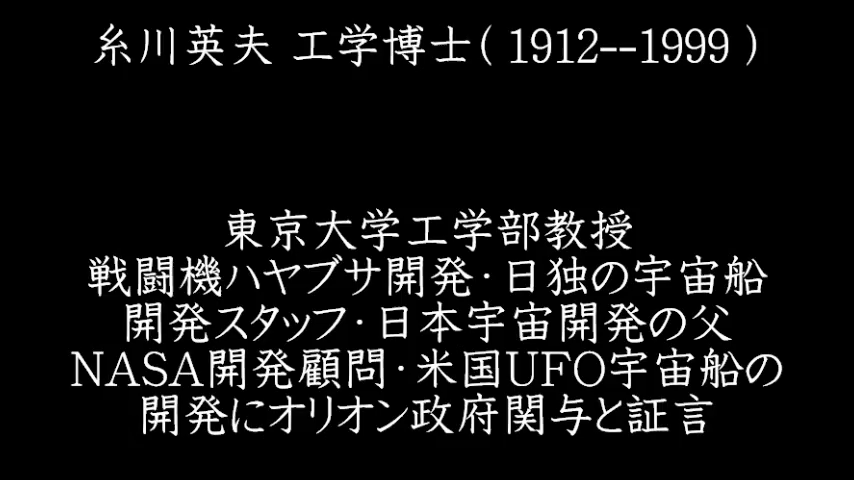 糸川英夫 工学博士( 1912--1999 )
東京大学工学部教授
戦闘機ハヤブサ開発·日独の宇宙船
開発スタッフ·日本宇宙開発の父
NASA開発顧問·米国UFO宇宙船の
開発にオリオン政府関与と証言